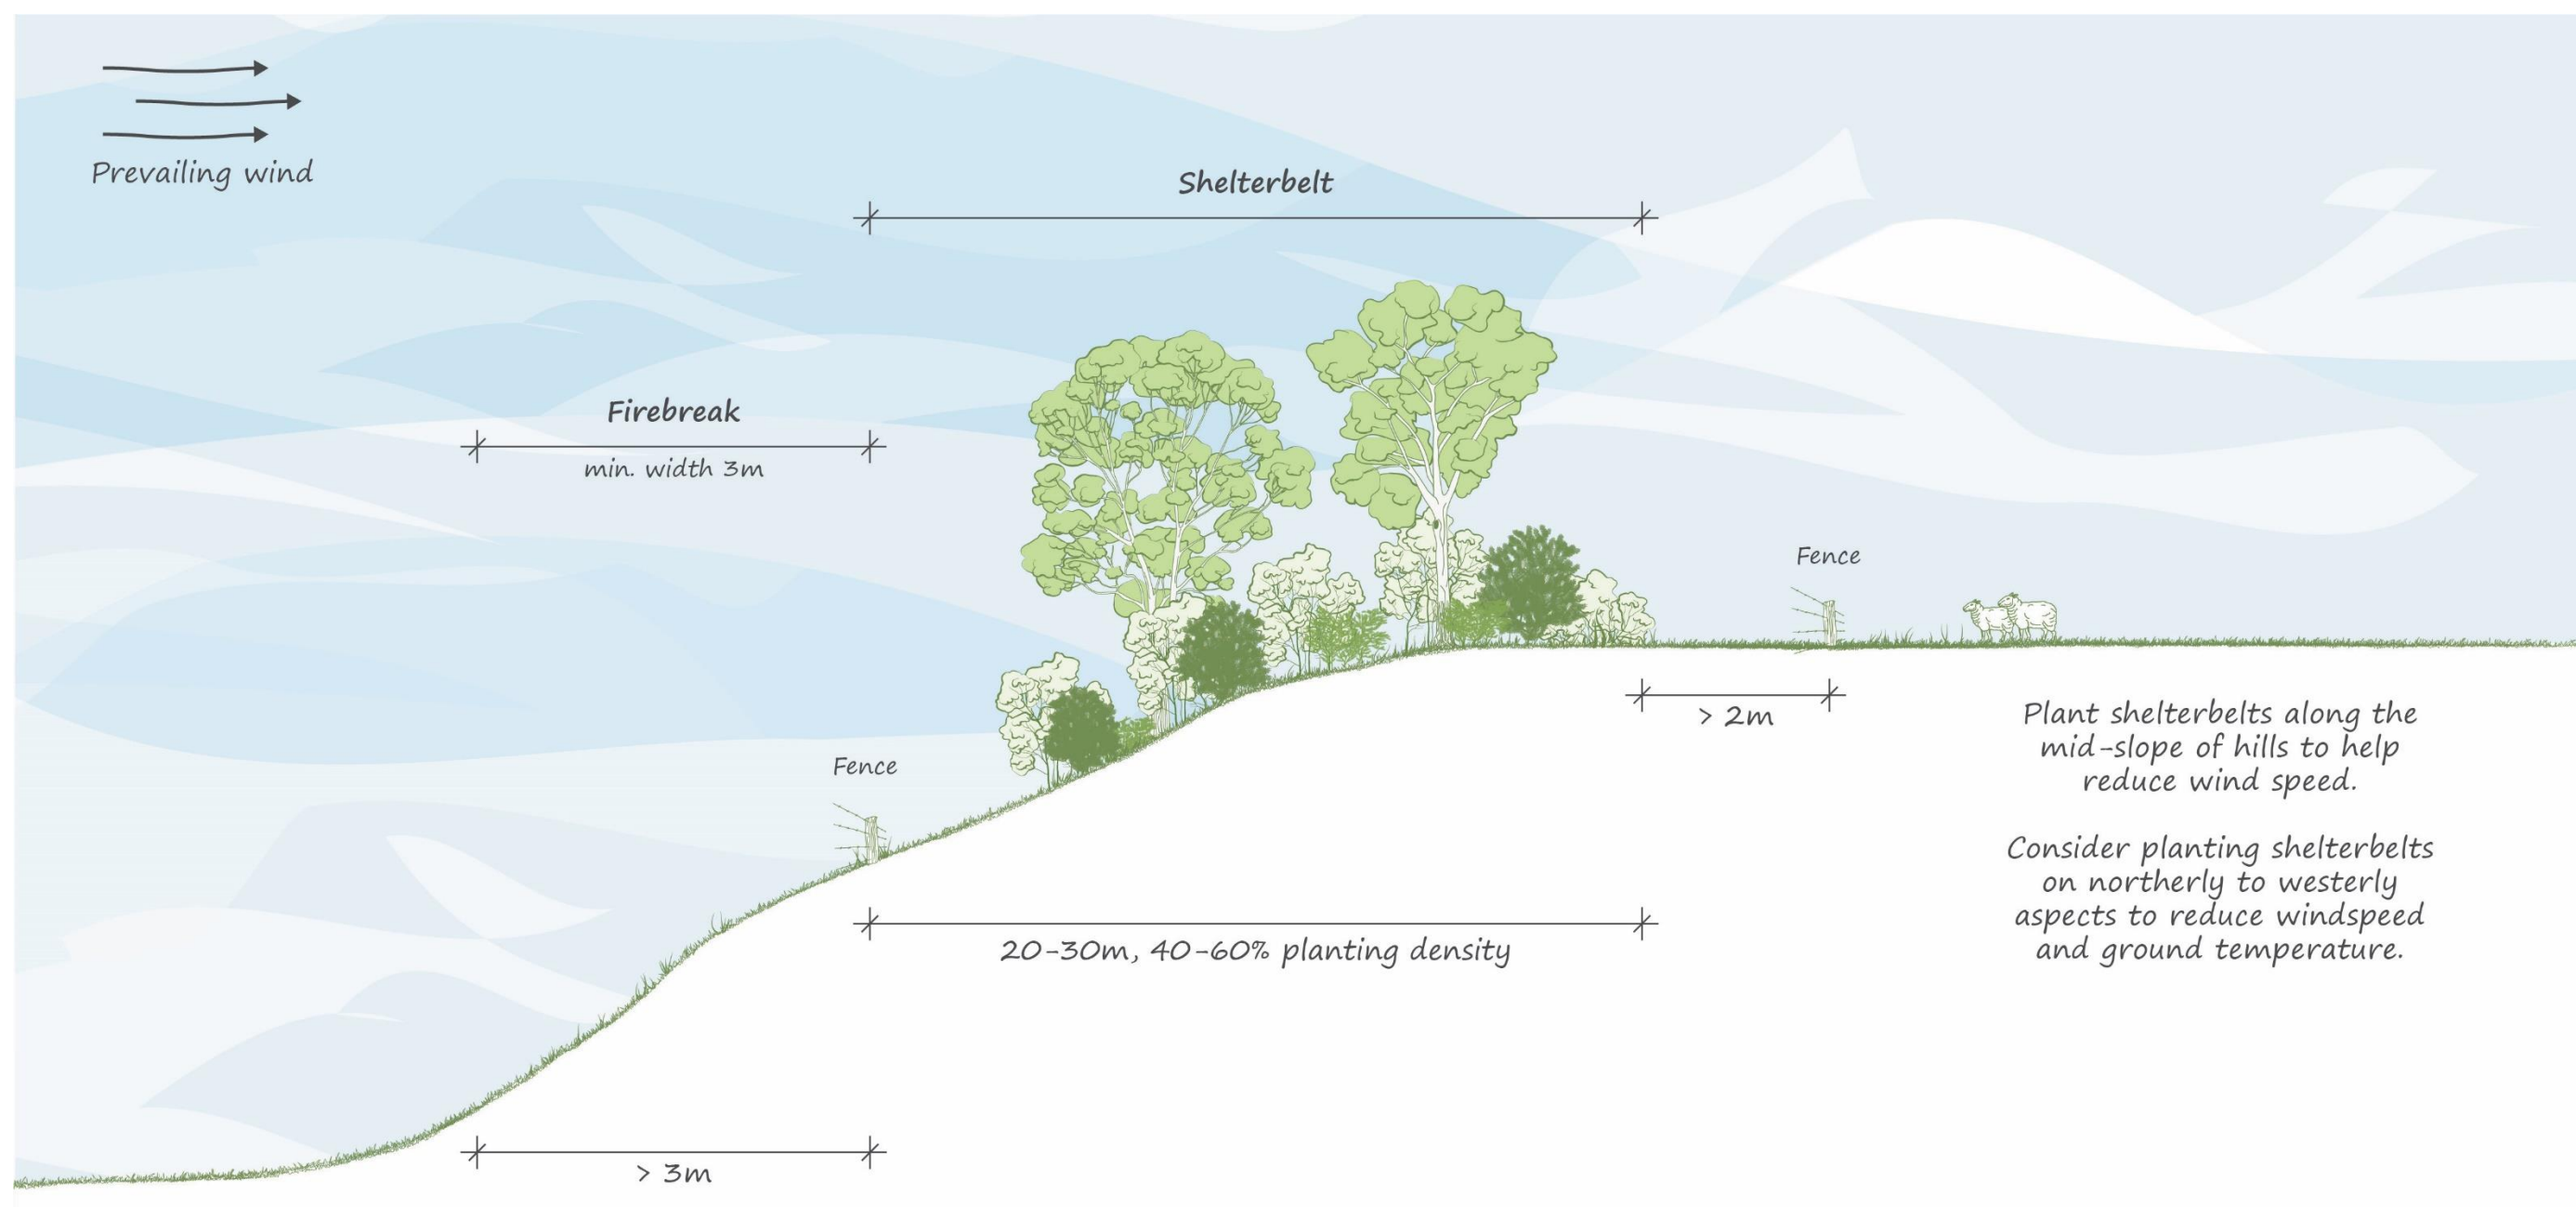 Prevailing wind
Shelterbelt
Firebreak
min. width 3m
Fence
> 2m
Plant shelterbelts along the
mid-slope of hills to help
reduce wind speed.
Fence
Consider planting shelterbelts
on northerly to westerly
aspects to reduce windspeed
and ground temperature.
20-30m, 40-60% planting density
> 3m